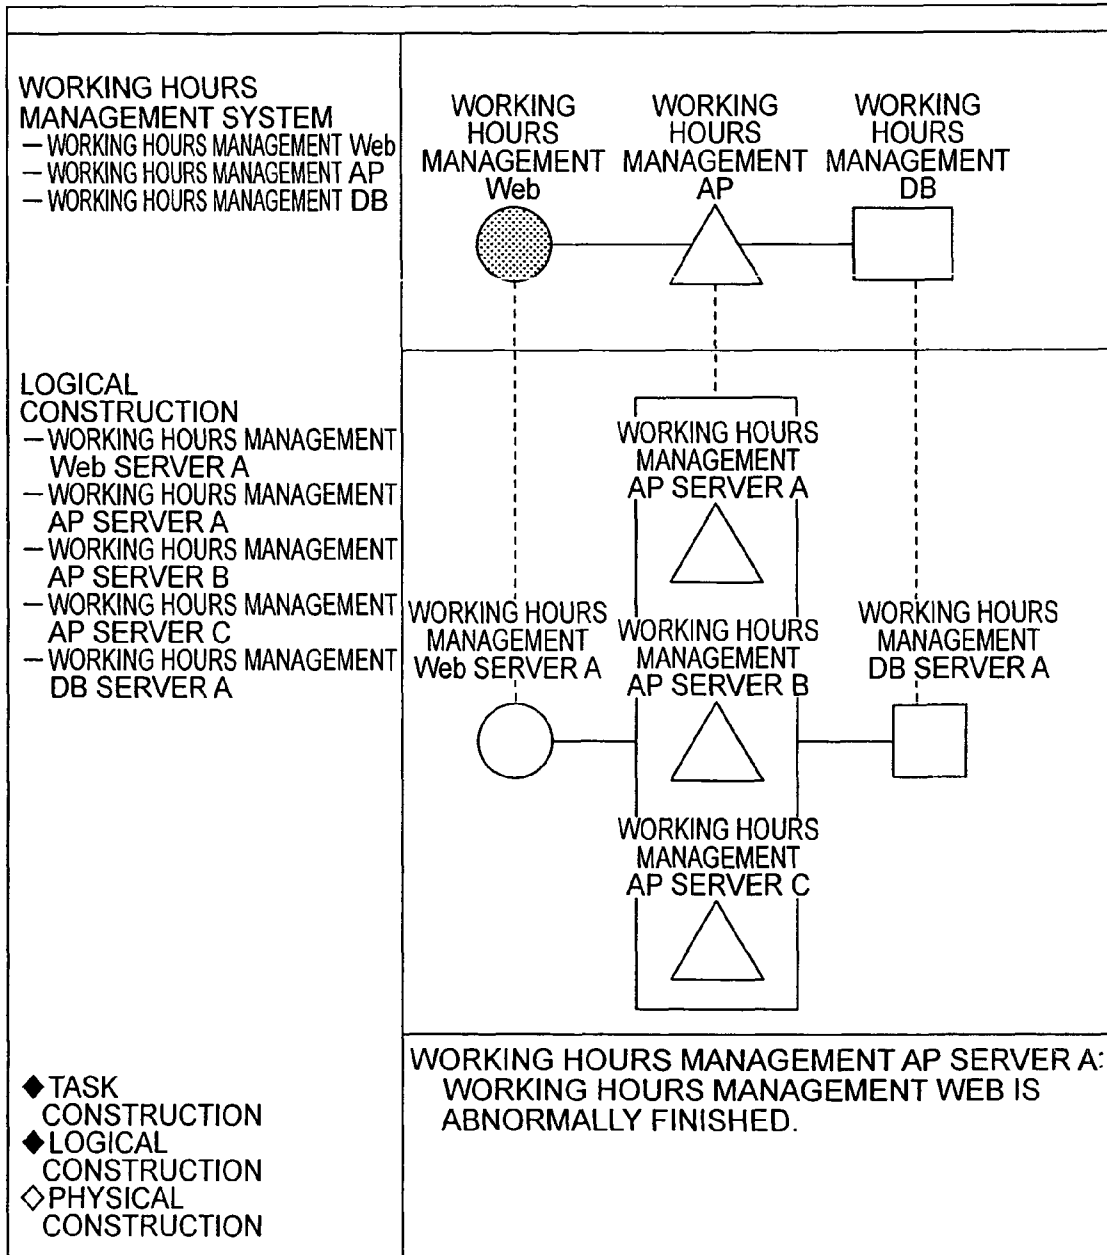 WORKING HOURS
MANAGEMENT SYSTEM
—WORKING HOURS MANAGEMENT Web
—WORKING HOURS MANAGEMENT AP
—WORKING HOURS MANAGEMENT DB
WORKING
HOURS
MANAGEMENT
Web
WORKING
HOURS
MANAGEMENT
AP
WORKING
HOURS
MANAGEMENT
DB
LOGICAL
CONSTRUCTION
—WORKING HOURS MANAGEMENT
Web SERVER A
—WORKING HOURS MANAGEMENT
AP SERVER A
—WORKING HOURS MANAGEMENT
AP SERVER B
—WORKING HOURS MANAGEMENT
AP SERVER C
—WORKING HOURS MANAGEMENT
DB SERVER A
WORKING HOURS
MANAGEMENT
AP SERVER A
WORKING HOURS
MANAGEMENT
Web SERVER A
WORKING HOURS
MANAGEMENT
AP SERVER B
WORKING HOURS
MANAGEMENT
DB SERVER A
WORKING HOURS
MANAGEMENT
AP SERVER C
◆TASK
CONSTRUCTION
◆LOGICAL
CONSTRUCTION
◇PHYSICAL
CONSTRUCTION
WORKING HOURS MANAGEMENT AP SERVER A:
WORKING HOURS MANAGEMENT WEB IS
ABNORMALLY FINISHED.